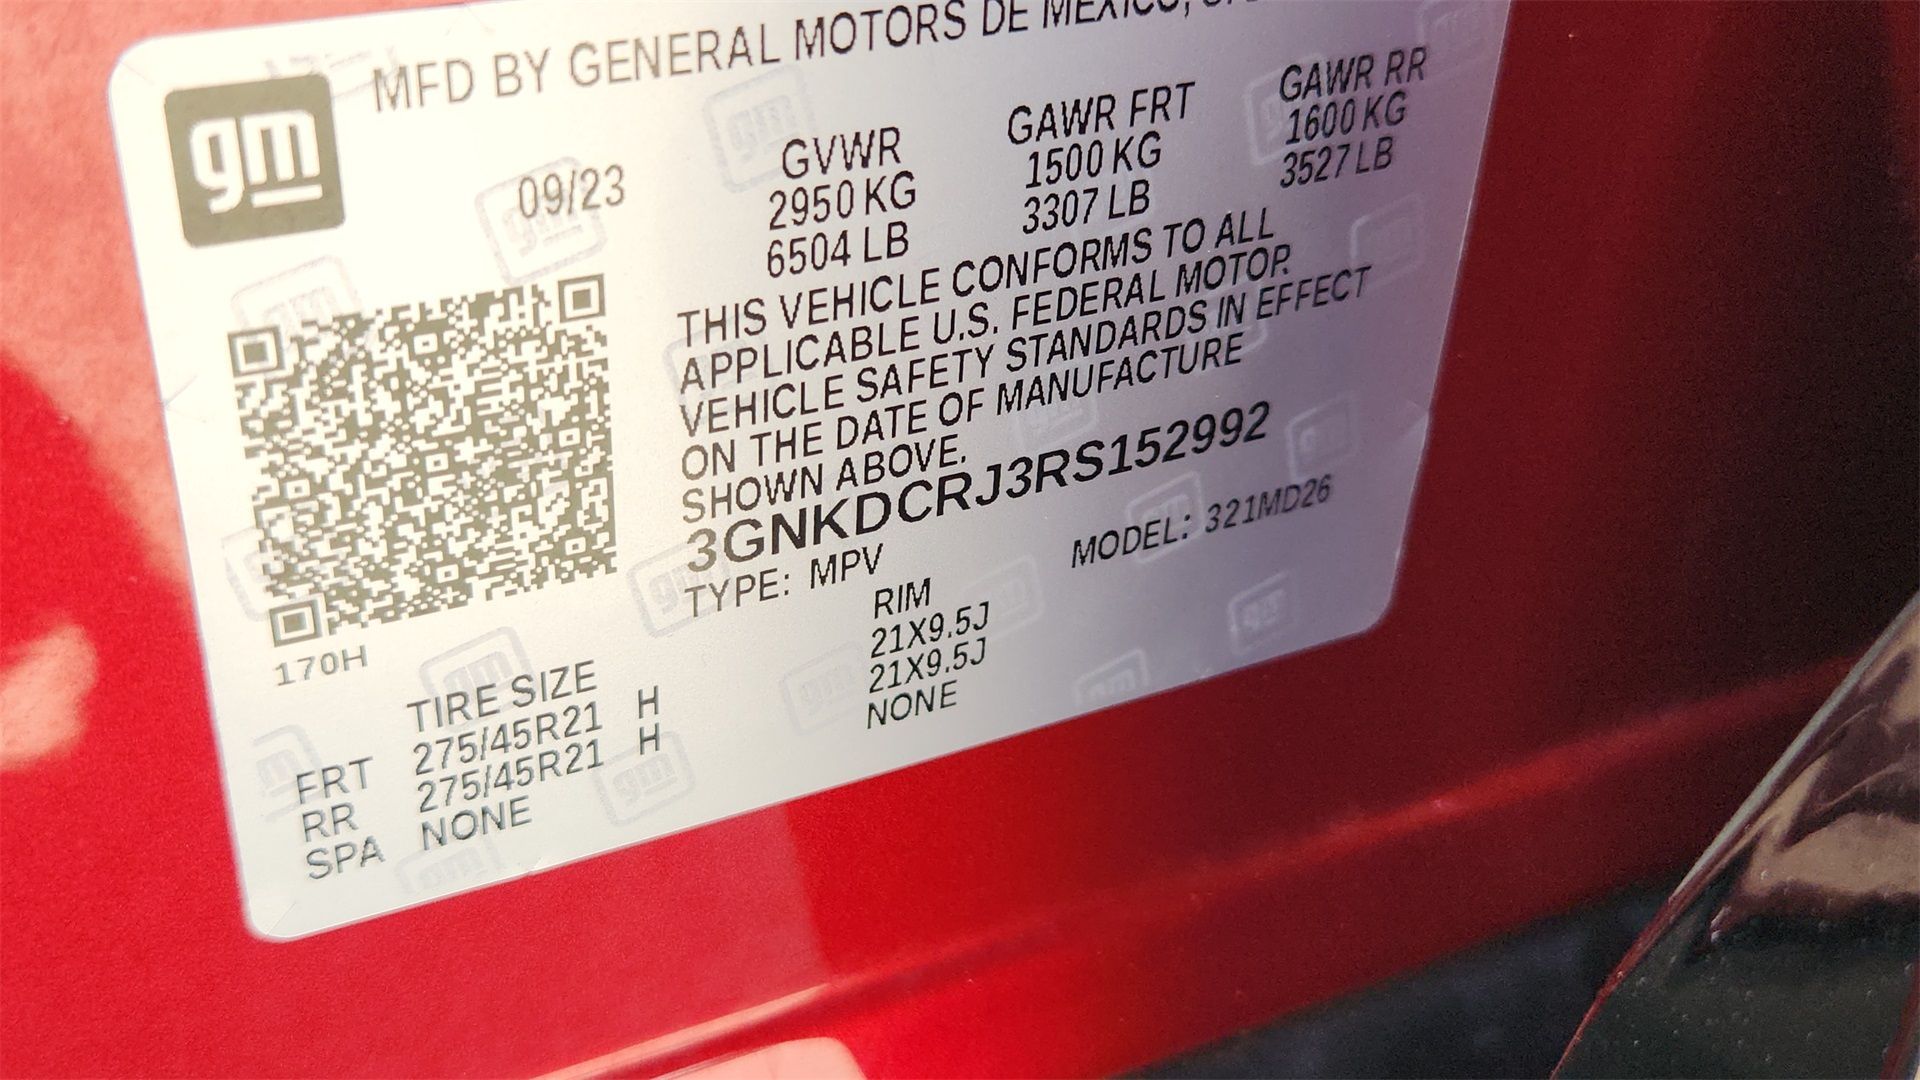 gm
MFD BY GENERAL MOTORS DE MEXICO,
09/23
GVWR GAWR FRT GAWR RR
2950 KG 1500 KG 1600 KG
6504 LB 3307 LB 3527 LB
THIS VEHICLE CONFORMS TO ALL
APPLICABLE U.S. FEDERAL MOTOR
VEHICLE SAFETY STANDARDS IN EFFECT
ON THE DATE OF MANUFACTURE
SHOWN ABOVE.
3GNKDCRJ3RS152992
TYPE: MPV MODEL: 321MD26
170H
TIRE SIZE RIM
FRT 275/45R21 H 21X9.5J
RR 275/45R21 H 21X9.5J
SPA NONE NONE